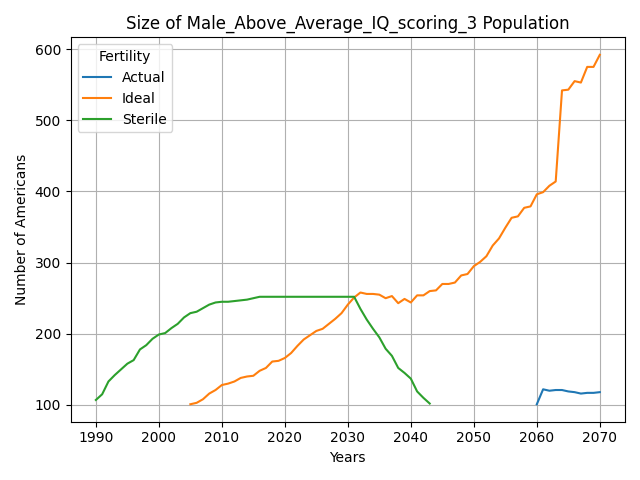 Size of Male_Above_Average_IQ_scoring_3 Population
Fertility
Actual
Ideal
Sterile
Number of Americans
600
500
400
300
200
100
1990 2000 2010 2020 2030 2040 2050 2060 2070
Years